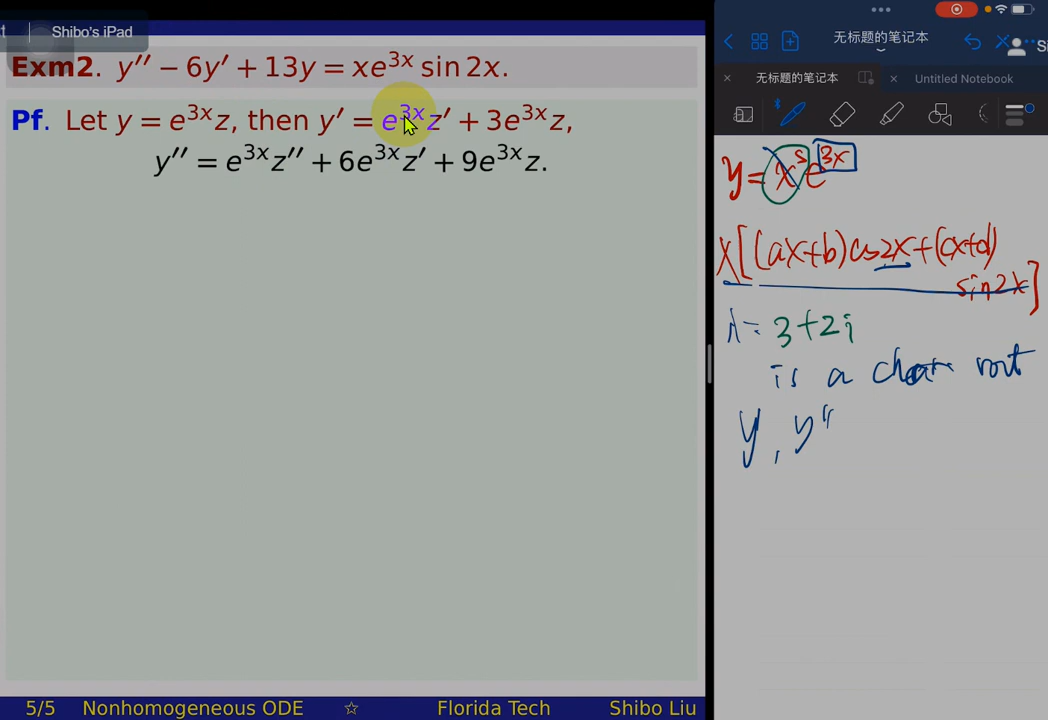 Shibo's iPad
Exm2. y′′ − 6y′ + 13y = xe^{3x} sin 2x.
Pf. Let y = e^{3x}z, then y′ = e^{3x}z′ + 3e^{3x}z,
y′′ = e^{3x}z′′ + 6e^{3x}z′ + 9e^{3x}z.
5/5 Nonhomogeneous ODE ☆ Florida Tech Shibo Liu
无标题的笔记本
无标题的笔记本 Untitled Notebook
y = x^s e^{3x}
x[(ax+b)cos2x+(cx+d)
sin2x]
λ = 3+2i
is a char root
y, y''